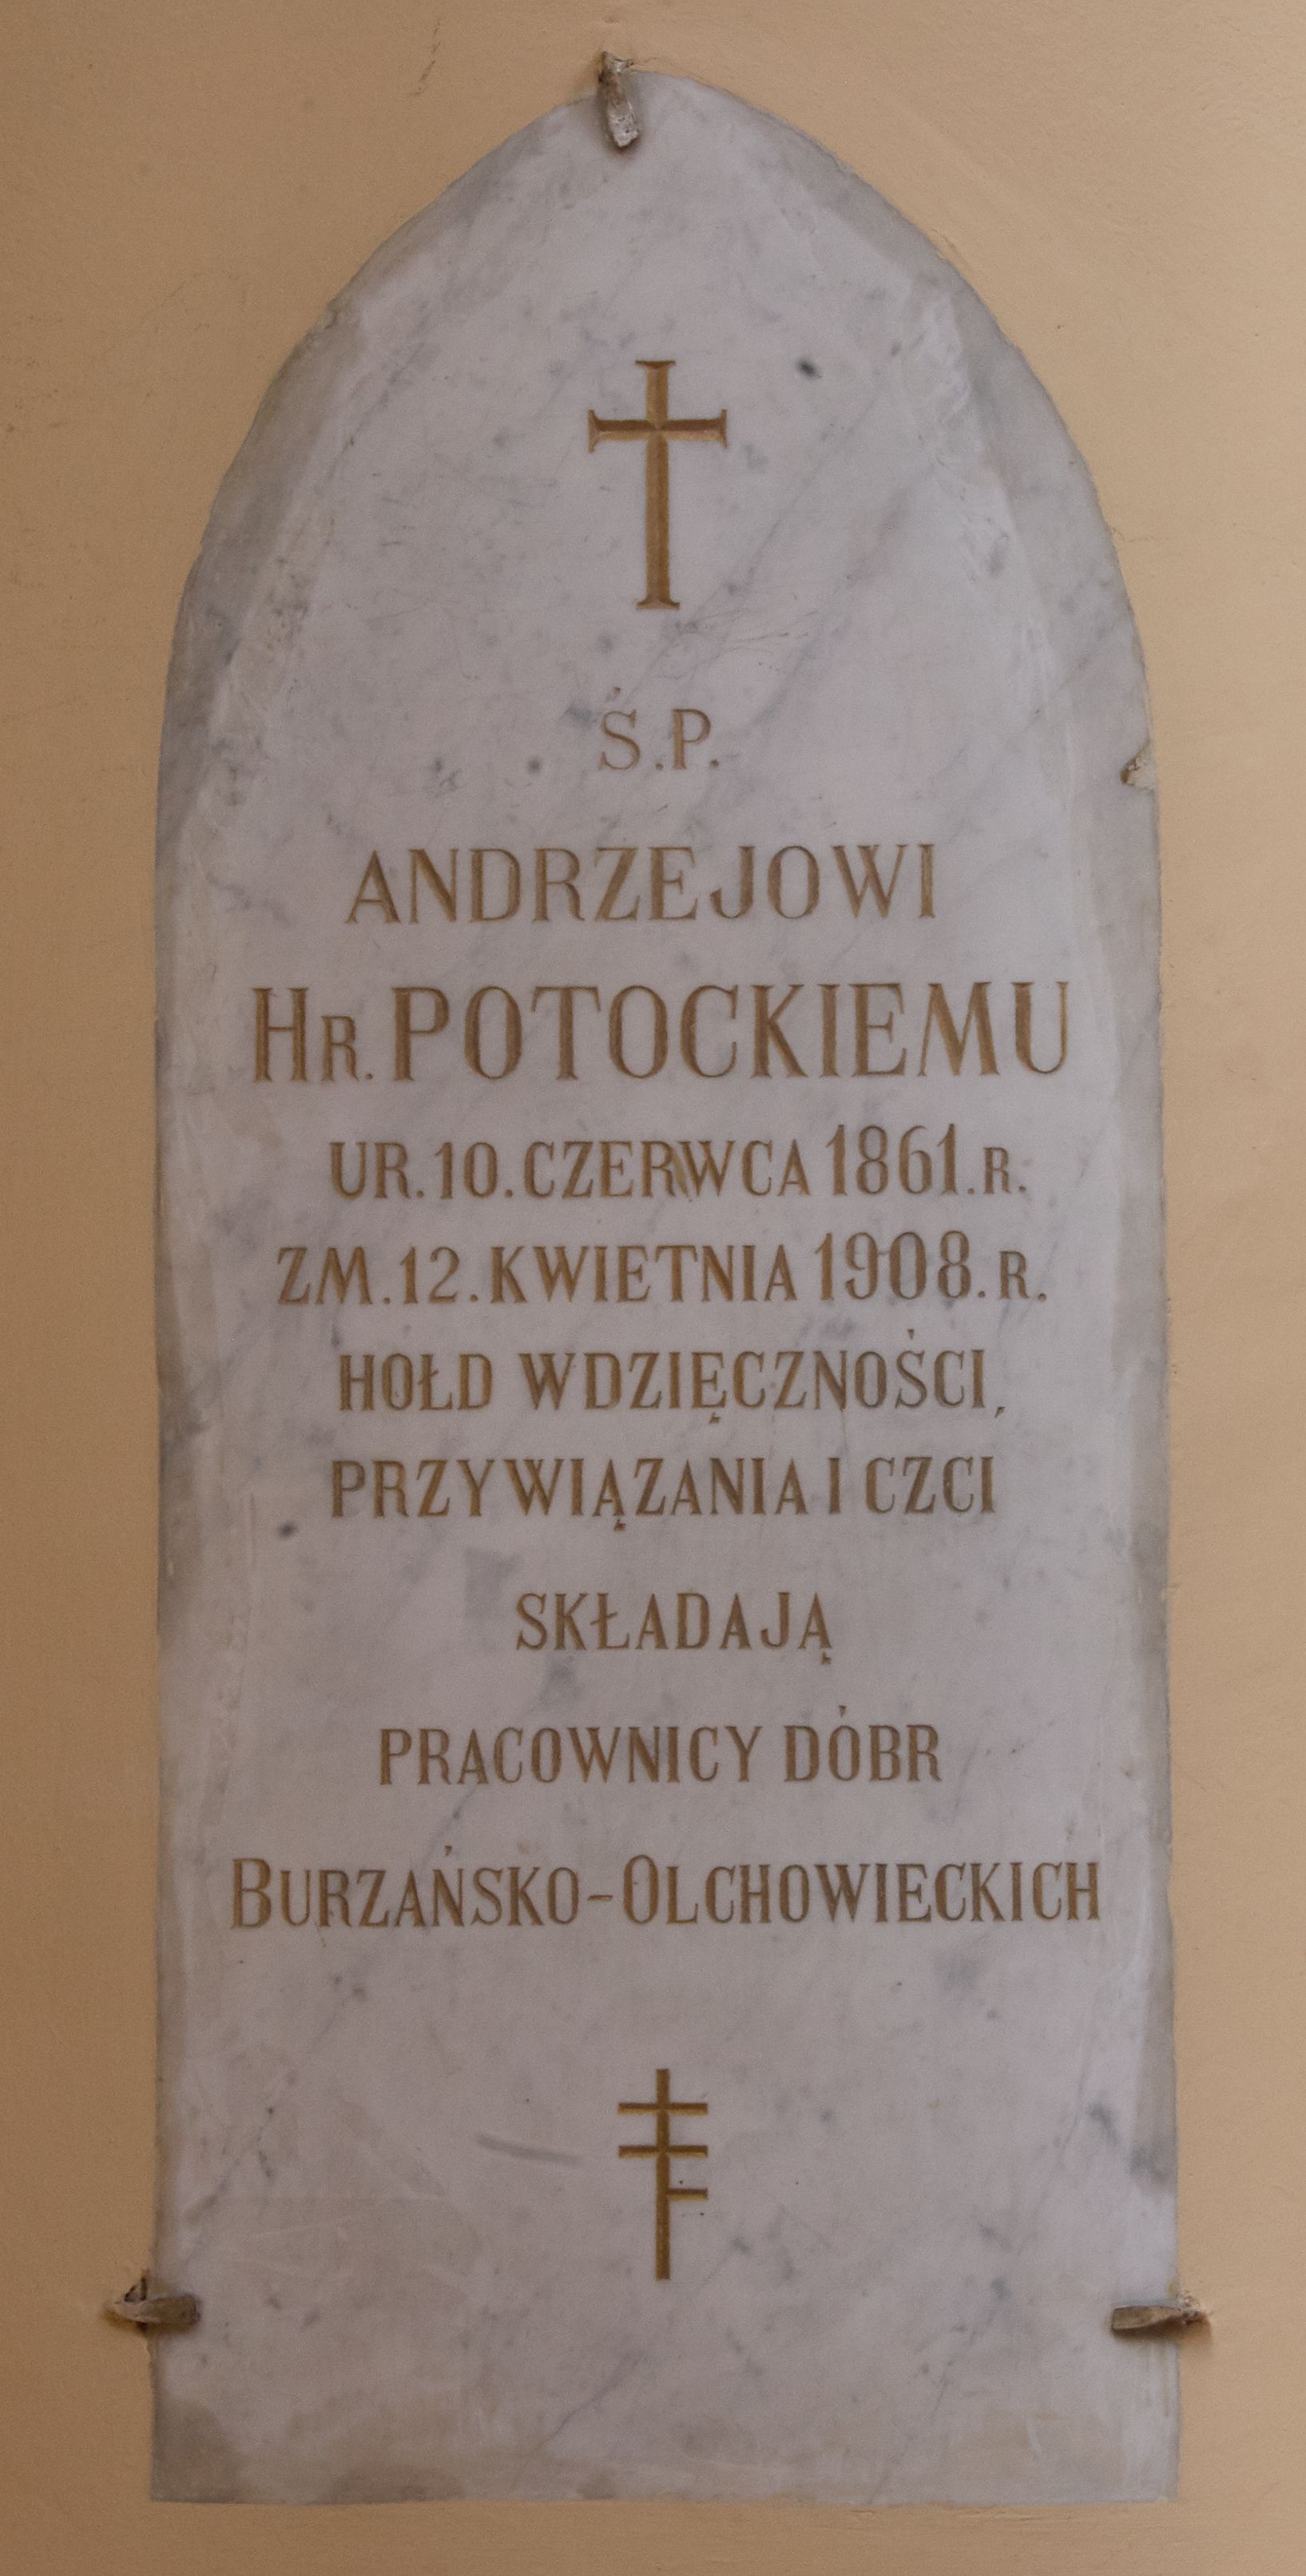 Ś.P.
ANDRZEJOWI
HR. POTOCKIEMU
UR. 10. CZERWCA 1861. R.
ZM. 12. KWIETNIA 1908. R.
HOŁD WDZIĘCZNOŚCI,
PRZYWIĄZANIA I CZCI
SKŁADAJĄ
PRACOWNICY DÓBR
BURZAŃSKO-OLCHOWIECKICH